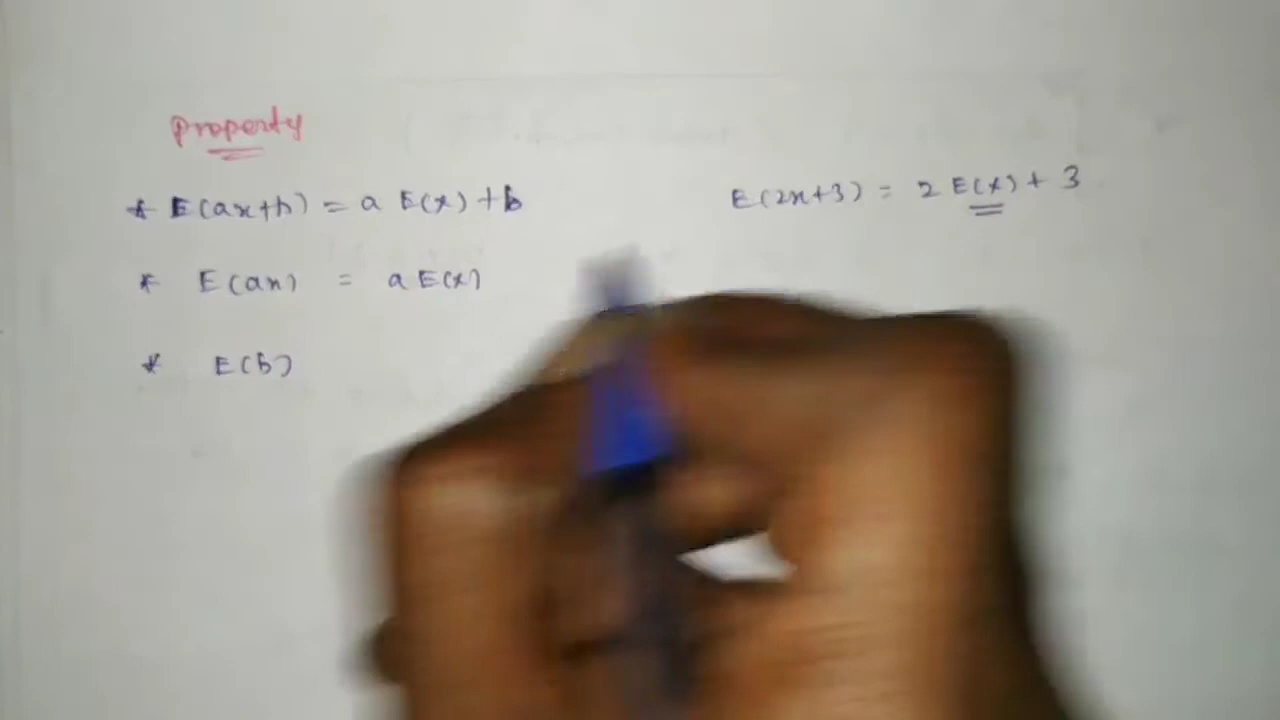 Property
* E(ax+b) = a E(x) + b
E(2x+3) = 2 E(x) + 3
* E(ax) = a E(x)
* E(b)